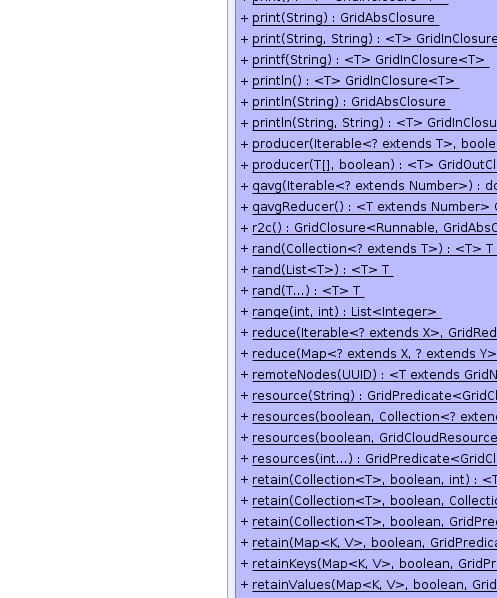 + print(String) : GridAbsClosure
+ print(String, String) : <T> GridInClosure
+ printf(String) : <T> GridInClosure<T>
+ println() : <T> GridInClosure<T>
+ println(String) : GridAbsClosure
+ println(String, String) : <T> GridInClosu
+ producer(Iterable<? extends T>, boole
+ producer(T[], boolean) : <T> GridOutCl
+ qavg(Iterable<? extends Number>) : do
+ qavgReducer() : <T extends Number>
+ r2c() : GridClosure<Runnable, GridAbsC
+ rand(Collection<? extends T>) : <T> T
+ rand(List<T>) : <T> T
+ rand(T...) : <T> T
+ range(int, int) : List<Integer>
+ reduce(Iterable<? extends X>, GridRed
+ reduce(Map<? extends X, ? extends Y>
+ remoteNodes(UUID) : <T extends GridN
+ resource(String) : GridPredicate<GridCl
+ resources(boolean, Collection<? exten
+ resources(boolean, GridCloudResource
+ resources(int...) : GridPredicate<GridCl
+ retain(Collection<T>, boolean, int) : <T
+ retain(Collection<T>, boolean, Collectio
+ retain(Collection<T>, boolean, GridPre
+ retain(Map<K, V>, boolean, GridPredica
+ retainKeys(Map<K, V>, boolean, GridPr
+ retainValues(Map<K, V>, boolean, Grid